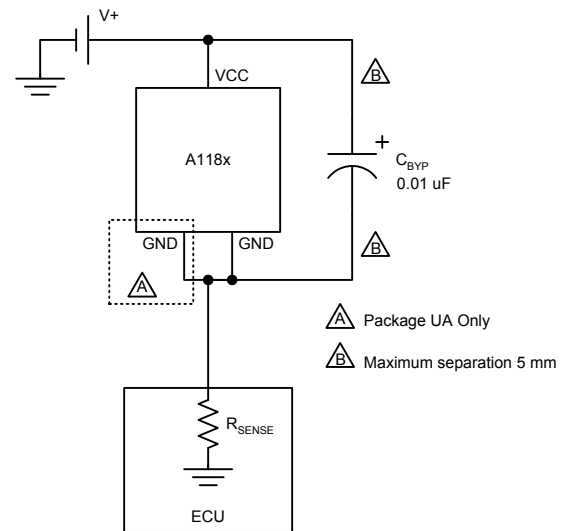 V+
VCC
B
A118x
+
C_BYP
0.01 uF
GND GND
B
A
A Package UA Only
B Maximum separation 5 mm
R_SENSE
ECU